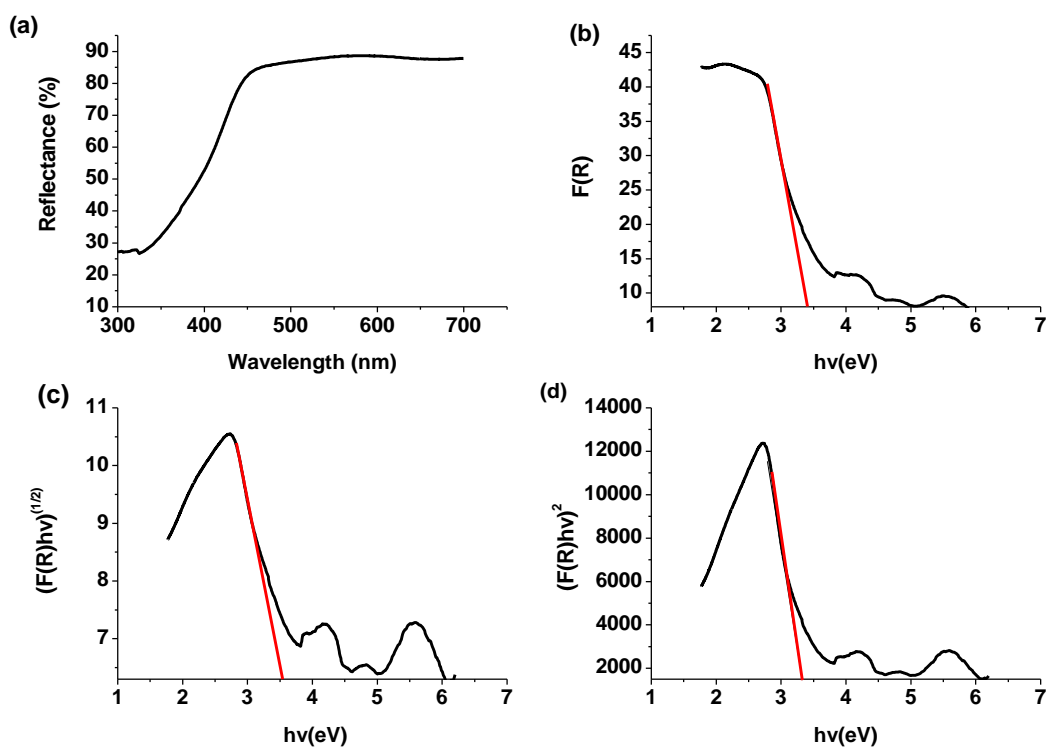 (a)
Reflectance (%)
90
80
70
60
50
40
30
20
10
300 400 500 600 700
Wavelength (nm)
(b)
F(R)
45
40
35
30
25
20
15
10
1 2 3 4 5 6 7
hv(eV)
(c)
(F(R)hv)^(1/2)
11
10
9
8
7
1 2 3 4 5 6 7
hv(eV)
(d)
(F(R)hv)^2
14000
12000
10000
8000
6000
4000
2000
1 2 3 4 5 6 7
hv(eV)